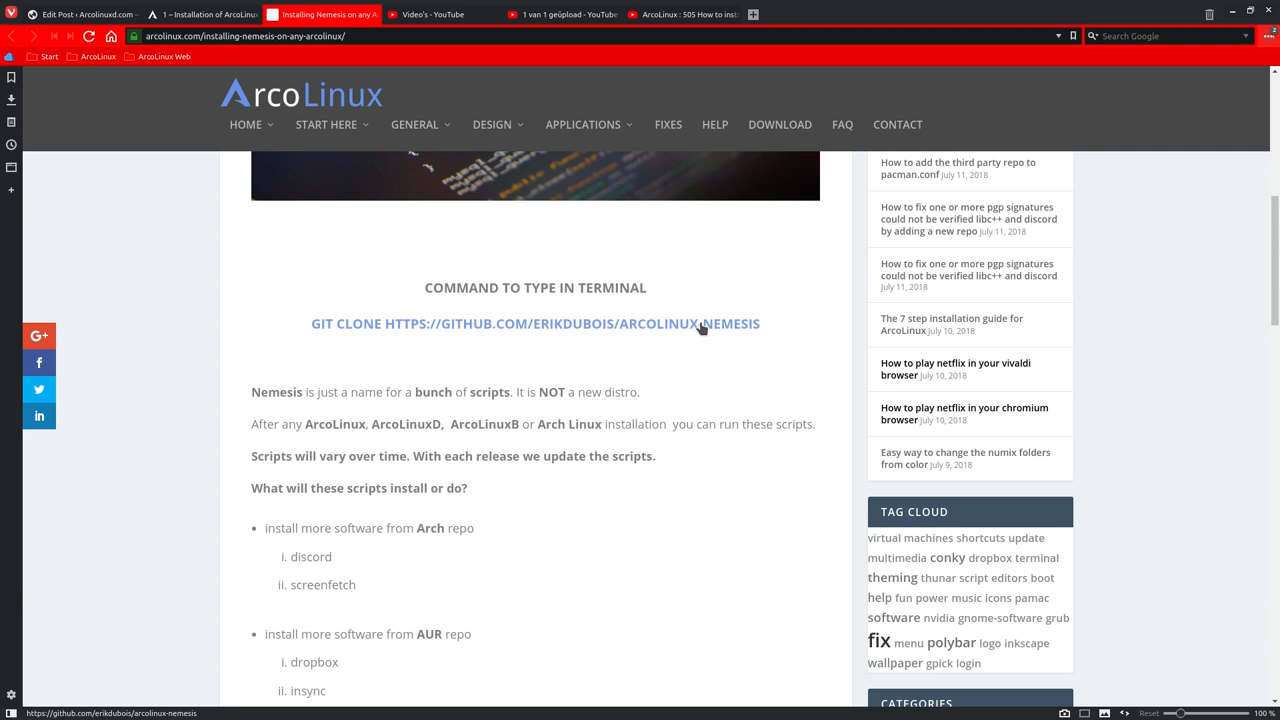 Edit Post ‹ Arcolinuxd.com –
1 – Installation of ArcoLinu
Installing Nemesis on any A
Video's - YouTube
1 van 1 geüpload - YouTube
ArcoLinux : 505 How to inst
arcolinux.com/installing-nemesis-on-any-arcolinux/
Search Google
2
Start
ArcoLinux
ArcoLinux Web
ArcoLinux
HOME
START HERE
GENERAL
DESIGN
APPLICATIONS
FIXES
HELP
DOWNLOAD
FAQ
CONTACT
COMMAND TO TYPE IN TERMINAL
GIT CLONE HTTPS://GITHUB.COM/ERIKDUBOIS/ARCOLINUX-NEMESIS
Nemesis is just a name for a bunch of scripts. It is NOT a new distro.
After any ArcoLinux, ArcoLinuxD, ArcoLinuxB or Arch Linux installation you can run these scripts.
Scripts will vary over time. With each release we update the scripts.
What will these scripts install or do?
• install more software from Arch repo
i. discord
ii. screenfetch
• install more software from AUR repo
i. dropbox
ii. insync
How to add the third party repo to
pacman.conf July 11, 2018
How to fix one or more pgp signatures
could not be verified libc++ and discord
by adding a new repo July 11, 2018
How to fix one or more pgp signatures
could not be verified libc++ and discord
July 11, 2018
The 7 step installation guide for
ArcoLinux July 10, 2018
How to play netflix in your vivaldi
browser July 10, 2018
How to play netflix in your chromium
browser July 10, 2018
Easy way to change the numix folders
from color July 9, 2018
TAG CLOUD
virtual machines shortcuts update
multimedia conky dropbox terminal
theming thunar script editors boot
help fun power music icons pamac
software nvidia gnome-software grub
fix menu polybar logo inkscape
wallpaper gpick login
CATEGORIES
G+
f
in
https://github.com/erikdubois/arcolinux-nemesis
Reset
100 %